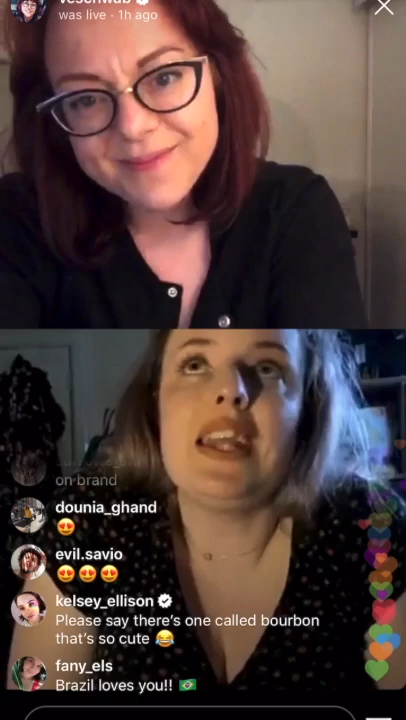 veschwab
was live · 1h ago
on brand
dounia_ghand
😍
evil.savio
😍😍😍
kelsey_ellison
Please say there's one called bourbon
that's so cute 😂
fany_els
Brazil loves you!! 🇧🇷